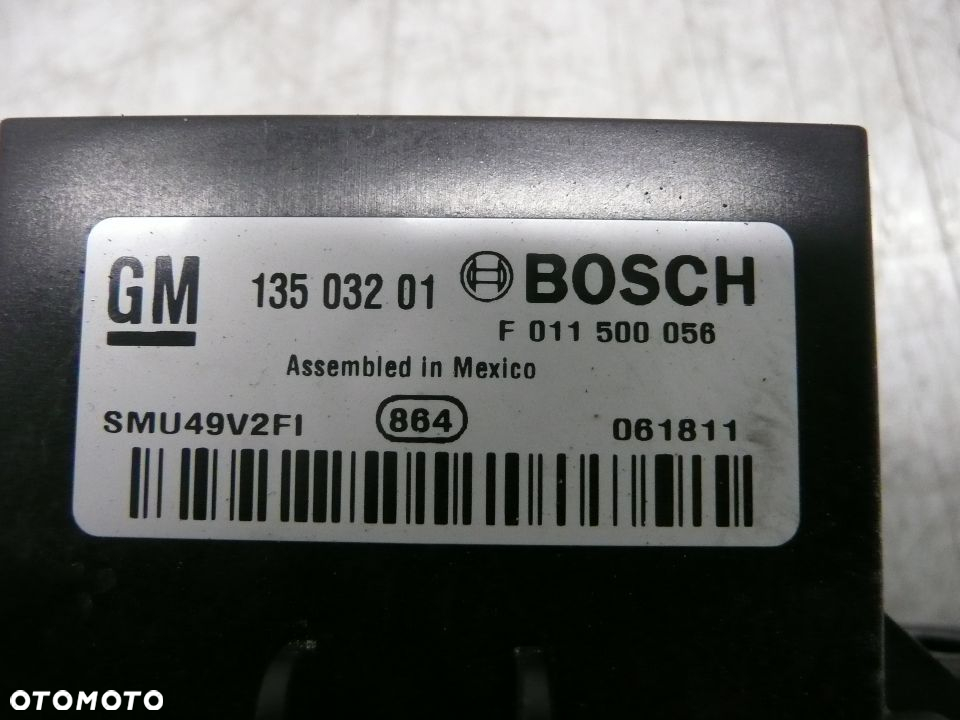 GM 135 032 01 BOSCH
F 011 500 056
Assembled in Mexico
SMU49V2FI 864 061811
OTOMOTO